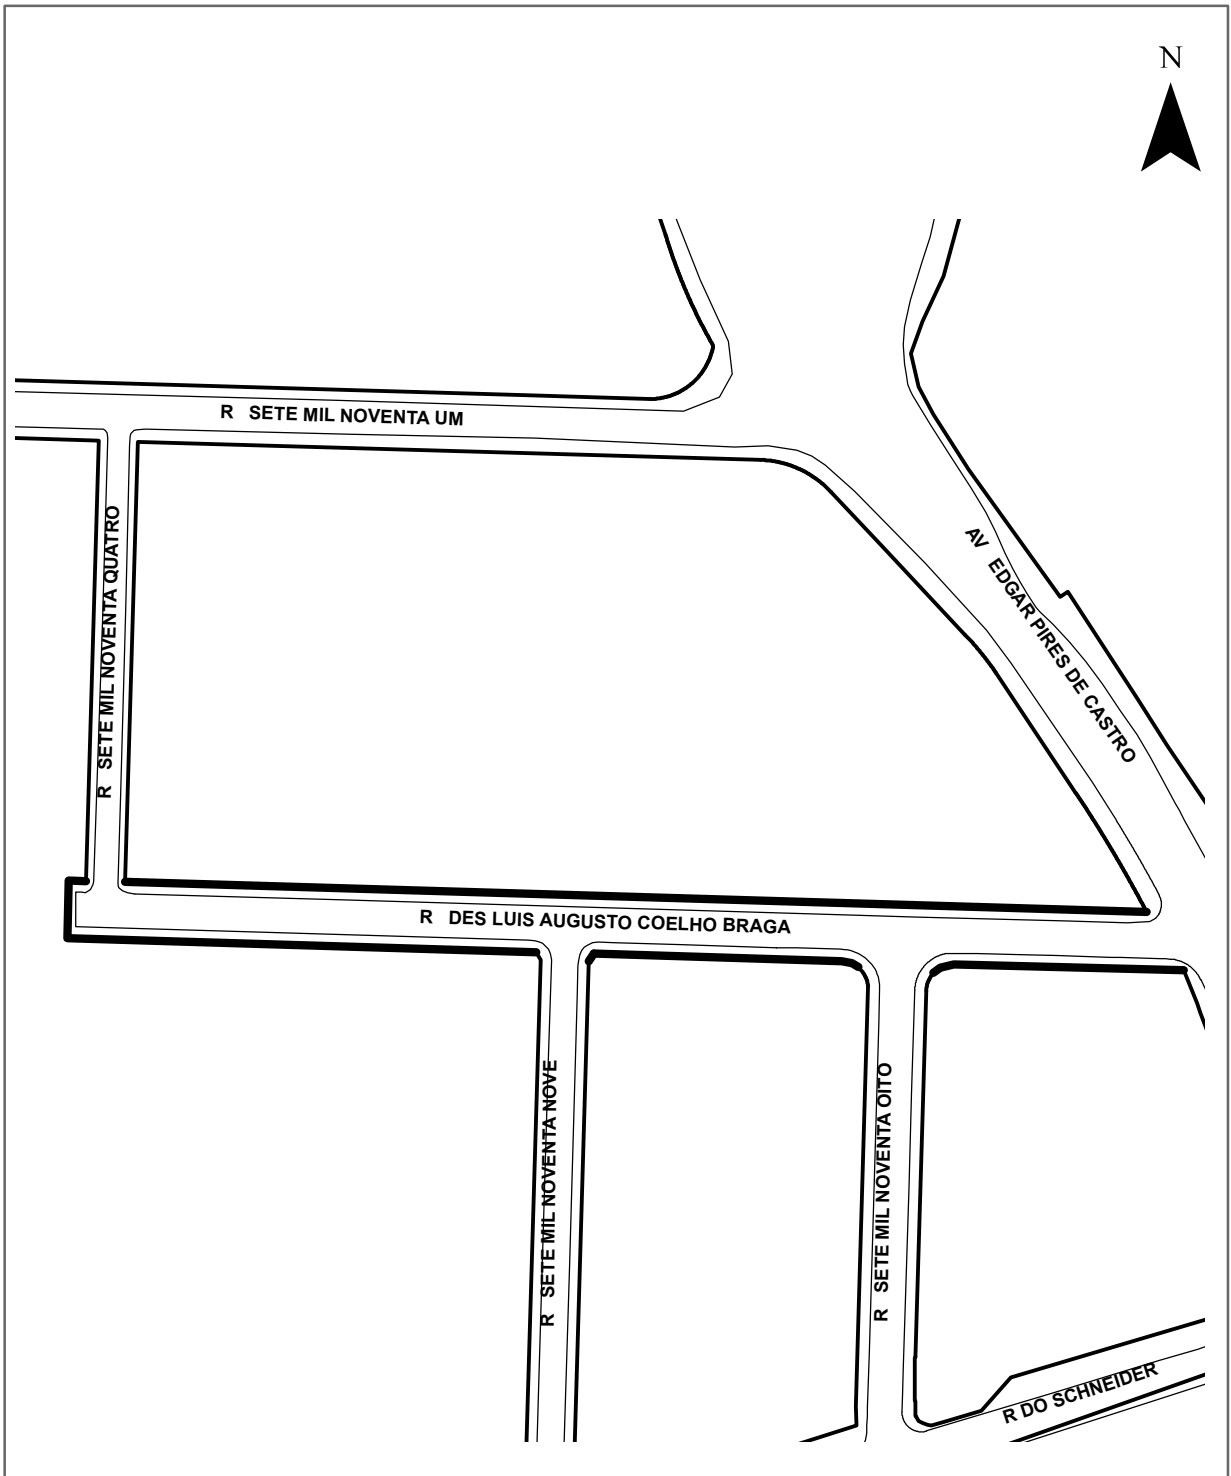 N
R SETE MIL NOVENTA UM
R SETE MIL NOVENTA QUATRO
AV EDGAR PIRES DE CASTRO
R DES LUIS AUGUSTO COELHO BRAGA
R SETE MIL NOVENTA NOVE
R SETE MIL NOVENTA OITO
R DO SCHNEIDER